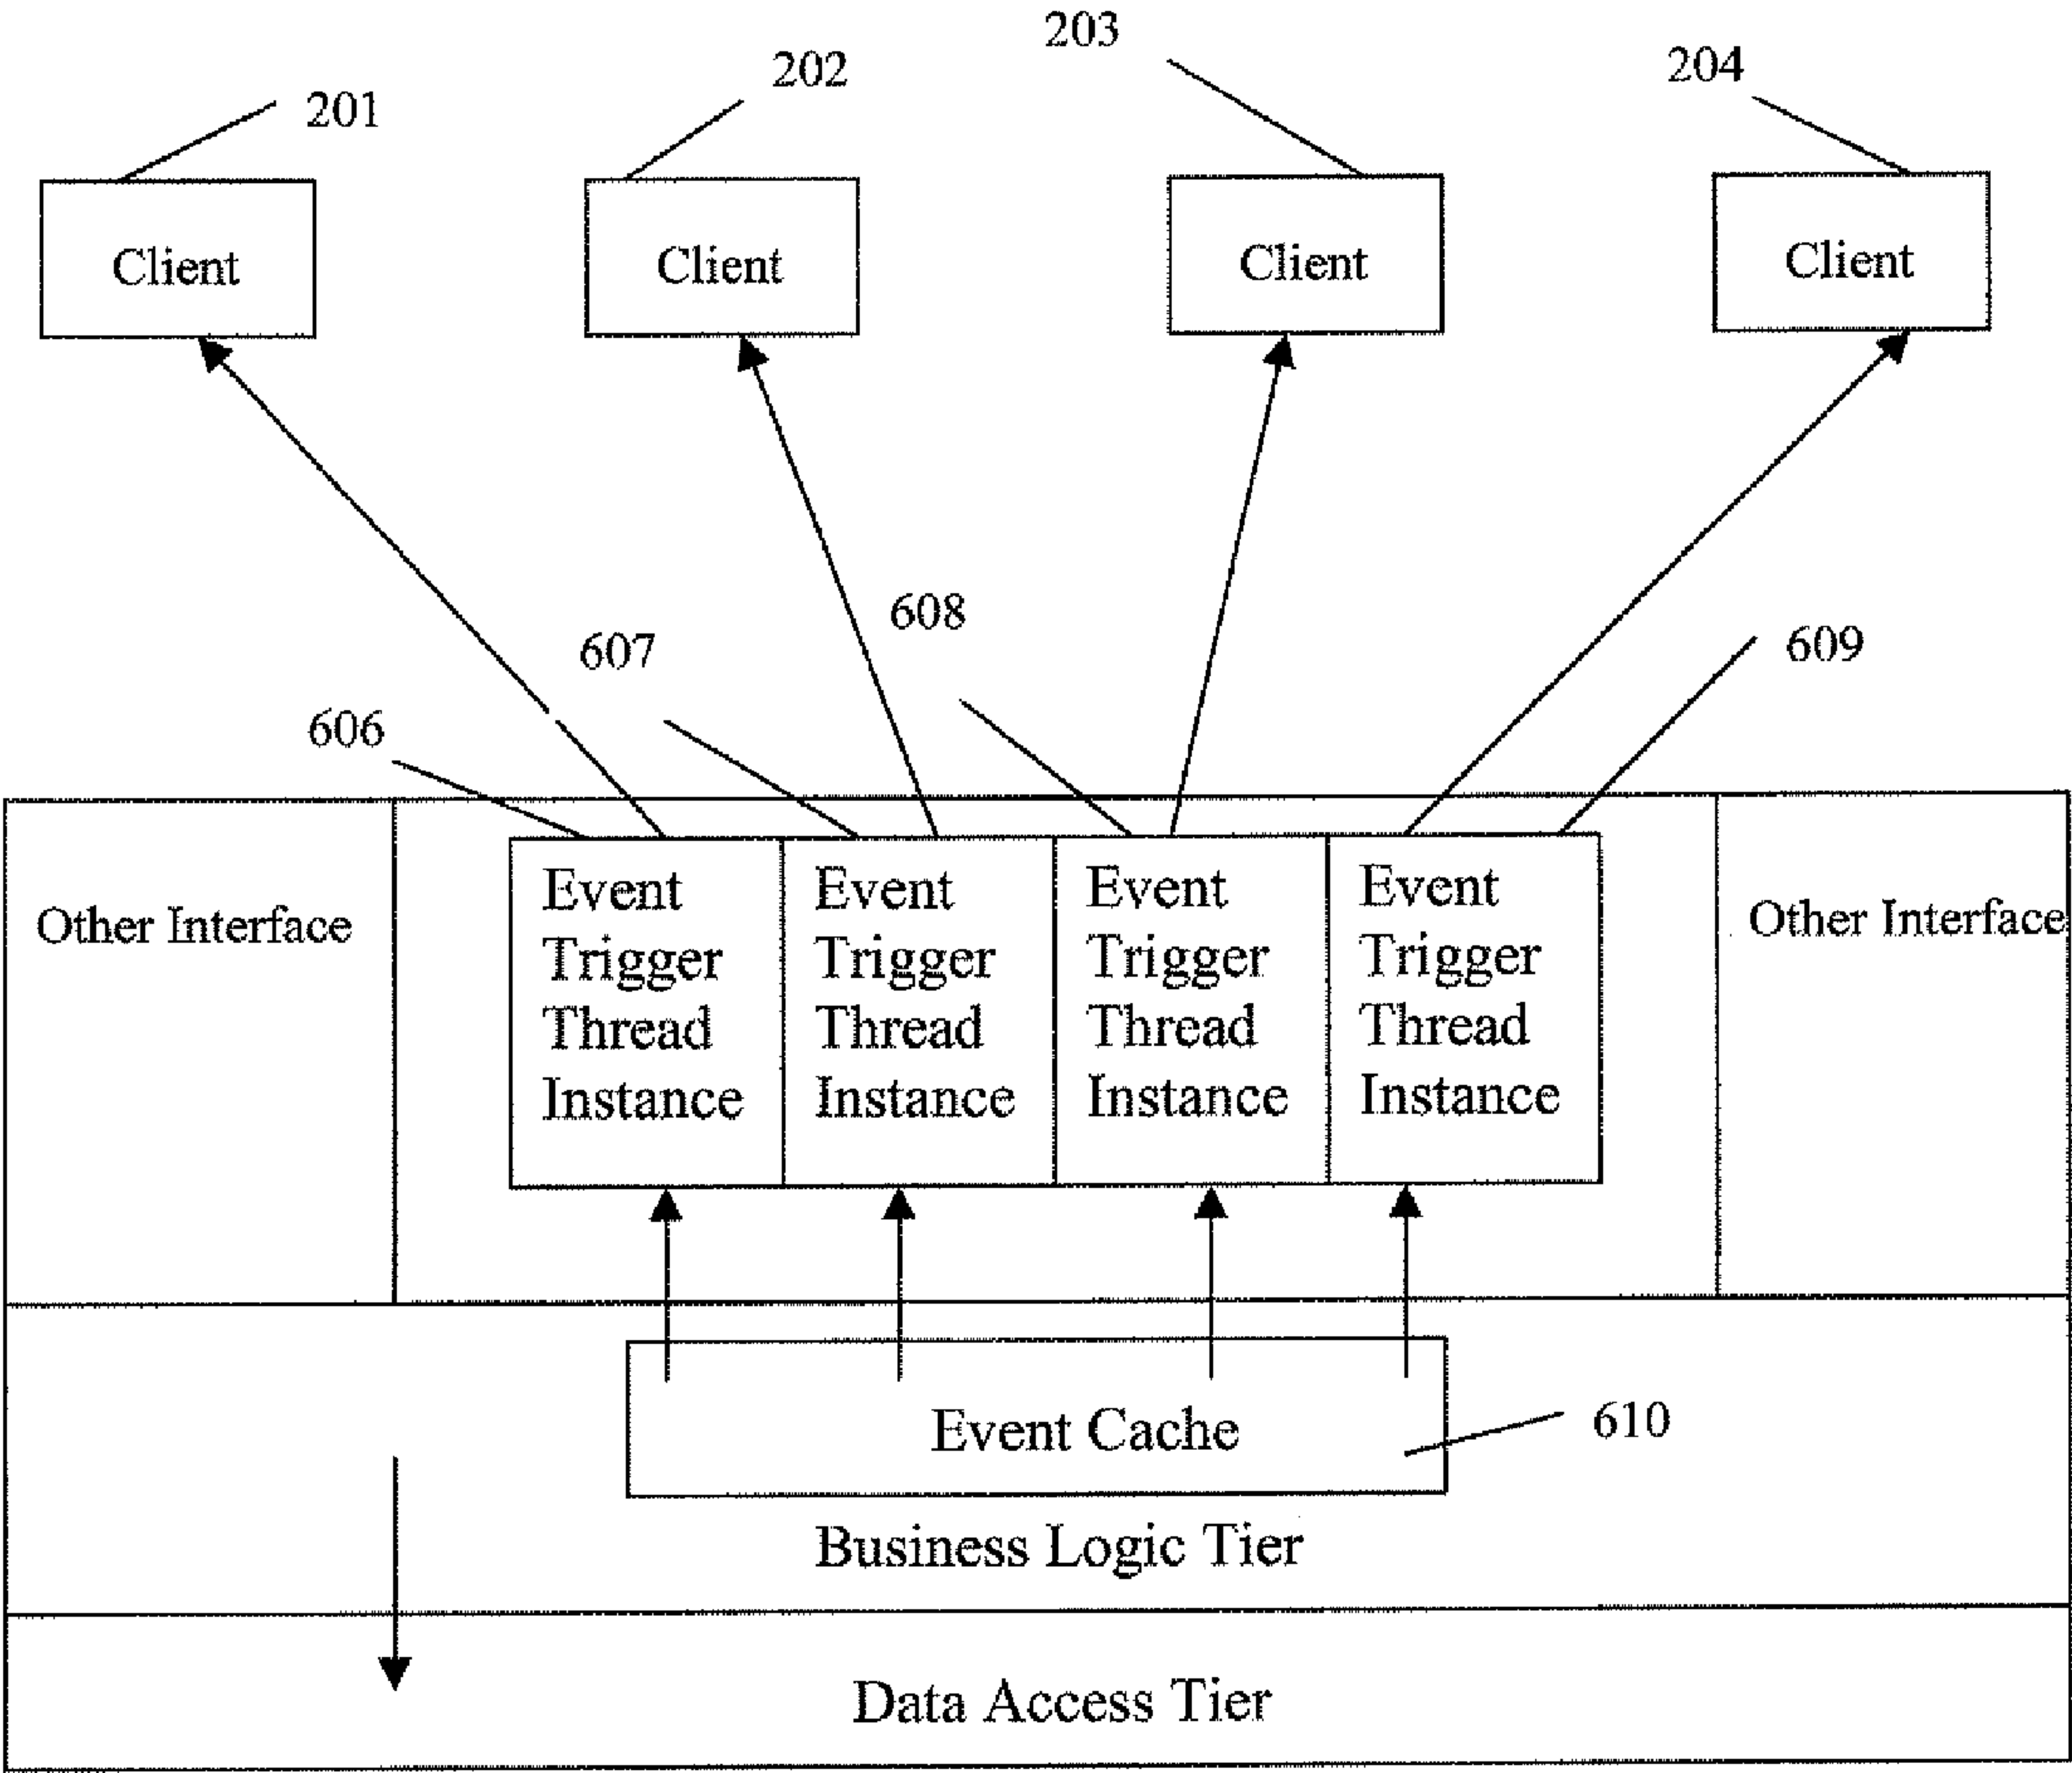 203
202
204
201
Client
Client
Client
Client
608
607
609
606
Other Interface
Event
Trigger
Thread
Instance
Event
Trigger
Thread
Instance
Event
Trigger
Thread
Instance
Event
Trigger
Thread
Instance
Other Interface
Event Cache
610
Business Logic Tier
Data Access Tier